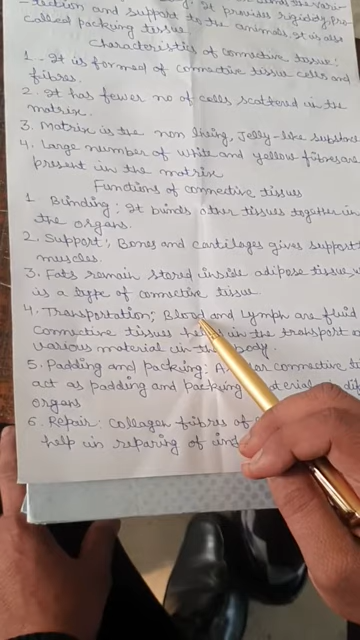 -triction and support to the animals, It is also
called packing tissue
Characteristics of connective tissue:
1. It is formed of connective tissue cells and
fibres.
2. It has fewer no of cells scattered in the
matrix.
3. Matrix is the non living, Jelly-like substance
4. Large number of white and yellow fibres are
present in the matrix
Functions of connective tissues
1 Binding: It binds other tissues together in
the organs.
2. Support; Bones and cartilages gives support
muscles.
3. Fats remain stored inside adipose tissue
is a type of connective tissue
4. Transportation; Blood and Lymph are fluid
connective tissues help in the transport
various material in the body.
5. Padding and Packing: connective
act as padding and packing material
organs
6. Repair: collagen fibres of
help in reparing of